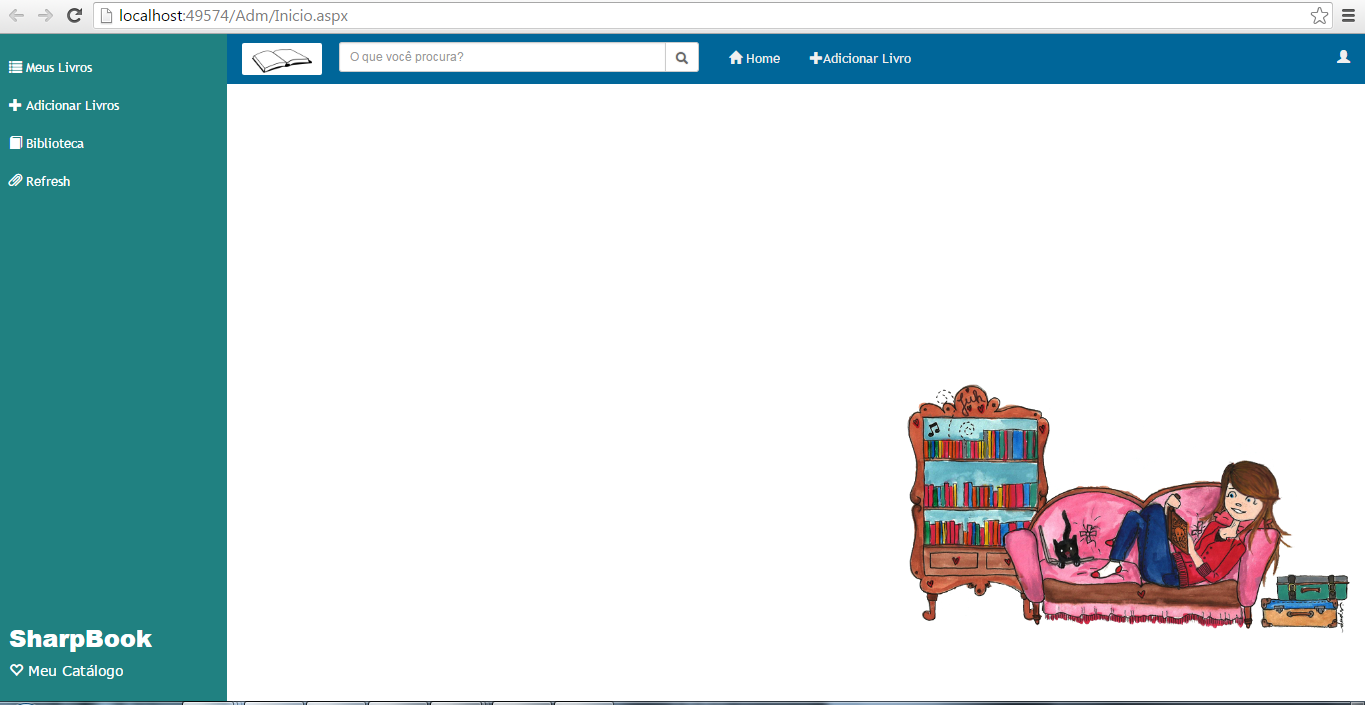 localhost:49574/Adm/Inicio.aspx
O que você procura?
Home
Adicionar Livro
Meus Livros
Adicionar Livros
Biblioteca
Refresh
SharpBook
Meu Catálogo